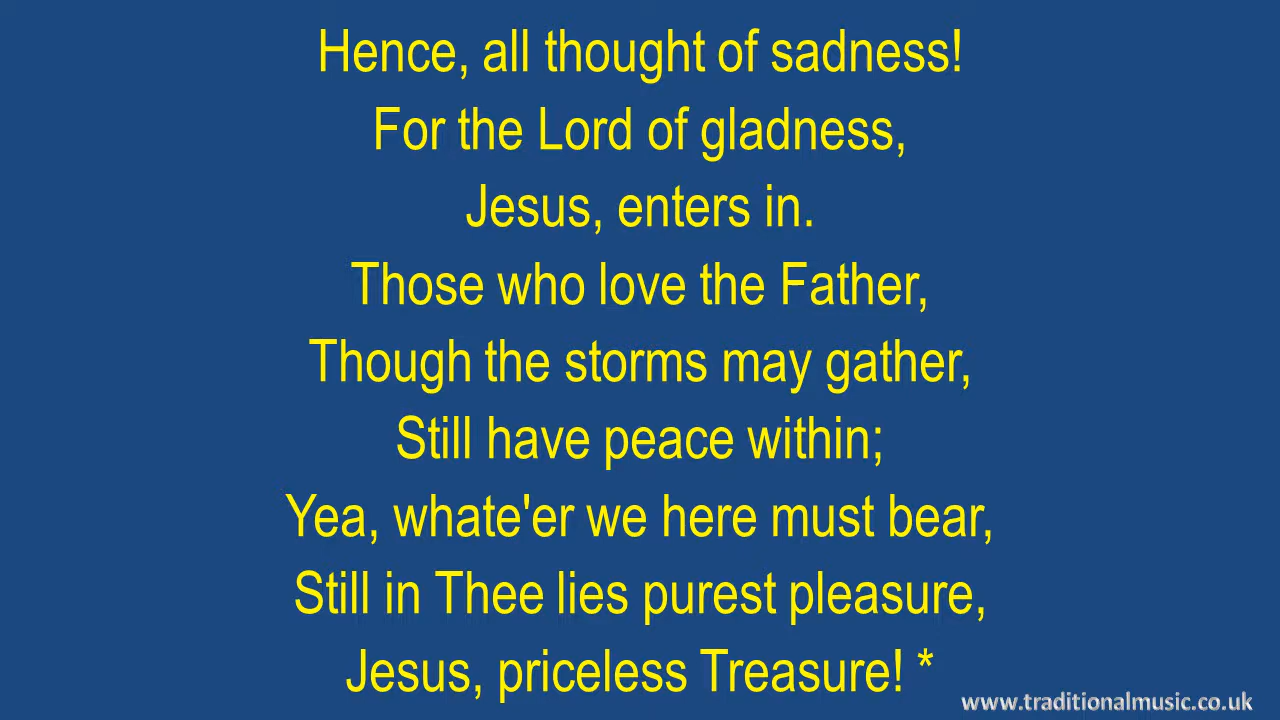 Hence, all thought of sadness!
For the Lord of gladness,
Jesus, enters in.
Those who love the Father,
Though the storms may gather,
Still have peace within;
Yea, whate'er we here must bear,
Still in Thee lies purest pleasure,
Jesus, priceless Treasure! *
www.traditionalmusic.co.uk